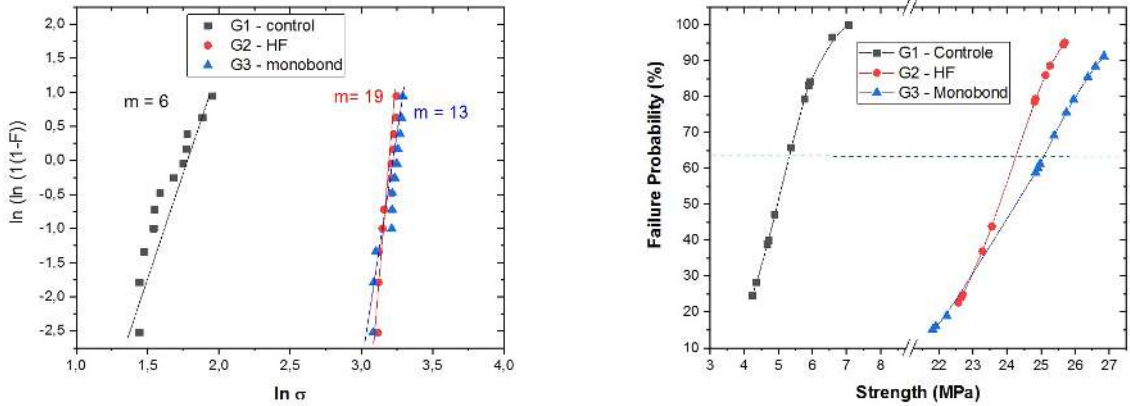 2,0
1,5
1,0
0,5
0,0
-0,5
-1,0
-1,5
-2,0
-2,5
ln (ln (1(1-F))
G1 - control
G2 - HF
G3 - monobond
m = 6
m= 19
m = 13
1,0 1,5 2,0 2,5 3,0 3,5 4,0
ln σ
100
90
80
70
60
50
40
30
20
10
0
Failure Probability (%)
G1 - Controle
G2 - HF
G3 - Monobond
3 4 5 6 7 8 22 23 24 25 26 27
Strength (MPa)